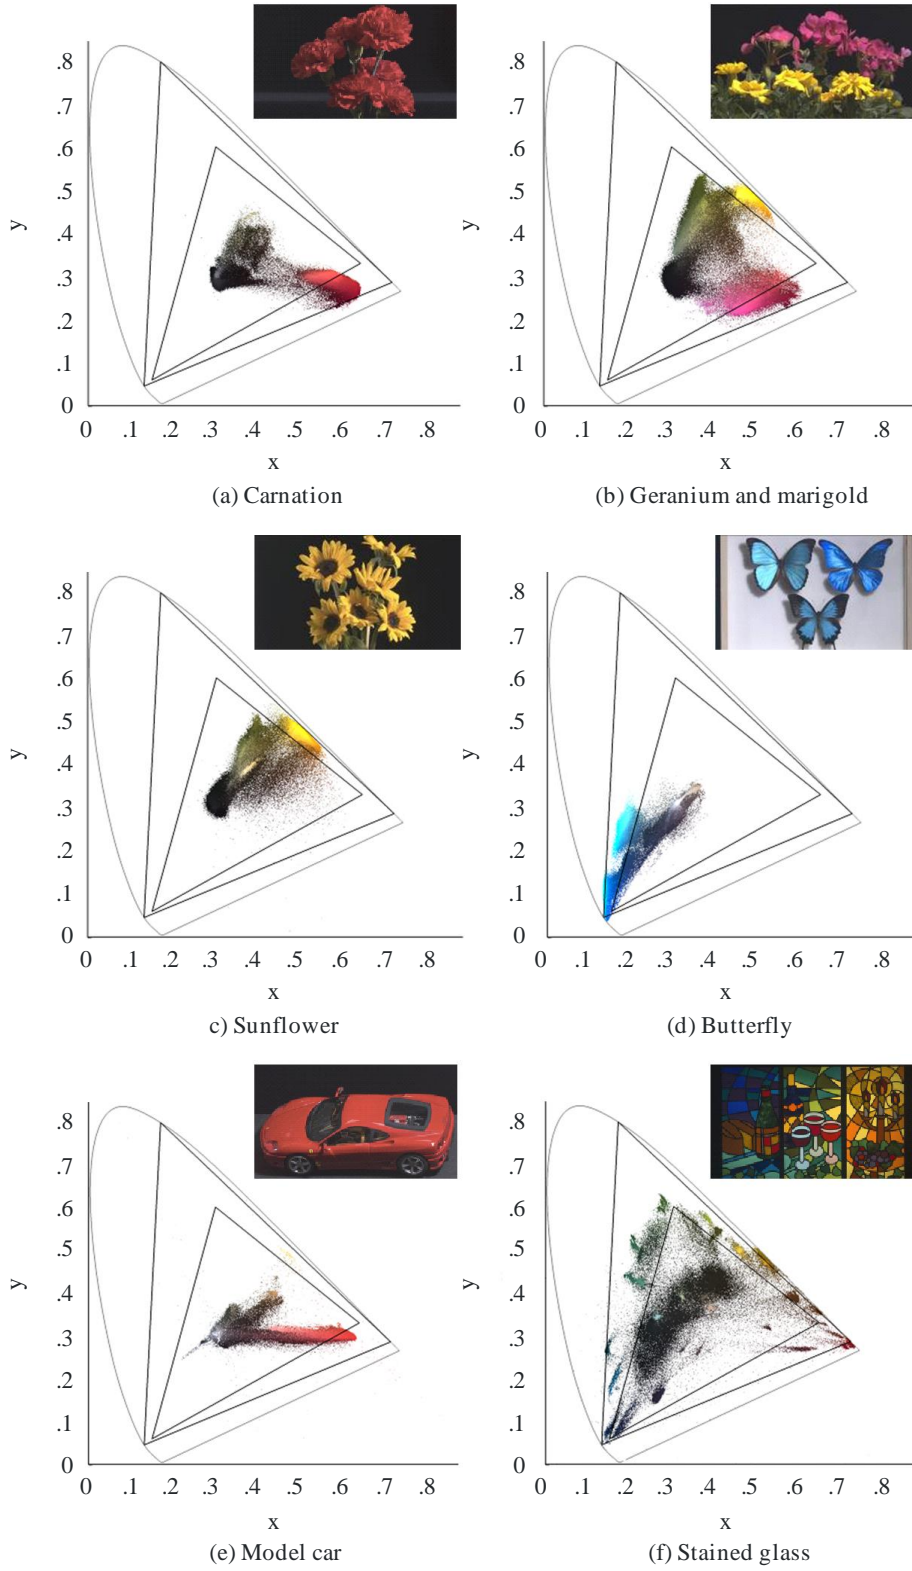 .8
.7
.6
.5
y
.4
.3
.2
.1
0
0 .1 .2 .3 .4 .5 .6 .7 .8
x
(a) Carnation
.8
.7
.6
.5
y
.4
.3
.2
.1
0
0 .1 .2 .3 .4 .5 .6 .7 .8
x
(b) Geranium and marigold
.8
.7
.6
.5
y
.4
.3
.2
.1
0
0 .1 .2 .3 .4 .5 .6 .7 .8
x
c) Sunflower
.8
.7
.6
.5
y
.4
.3
.2
.1
0
0 .1 .2 .3 .4 .5 .6 .7 .8
x
(d) Butterfly
.8
.7
.6
.5
y
.4
.3
.2
.1
0
0 .1 .2 .3 .4 .5 .6 .7 .8
x
(e) Model car
.8
.7
.6
.5
y
.4
.3
.2
.1
0
0 .1 .2 .3 .4 .5 .6 .7 .8
x
(f) Stained glass